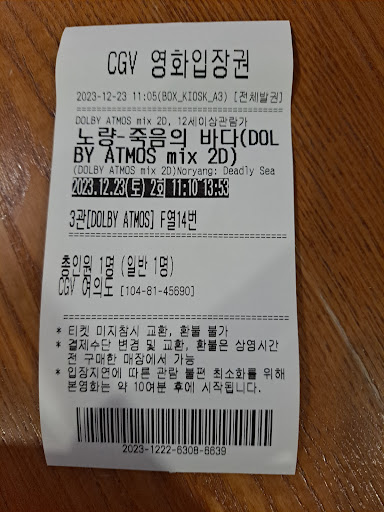 CGV 영화입장권
2023-12-23 11:05(BOX_KIOSK_A3) [전체발권]
DOLBY ATMOS mix 2D, 12세이상관람가
노량-죽음의 바다(DOL
BY ATMOS mix 2D)
(DOLBY ATMOS mix 2D)Noryang: Deadly Sea
2023.12.23(토) 2회 11:10 13:53
3관[DOLBY ATMOS] F열14번
총인원 1명 (일반 1명)
CGV 여의도 [104-81-45690]
* 티켓 미지참시 교환, 환불 불가
* 결제수단 변경 및 교환, 환불은 상영시간
전 구매한 매장에서 가능
* 입장지연에 따른 관람 불편 최소화를 위해
본영화는 약 10여분 후에 시작됩니다.
2023-1222-6308-6639